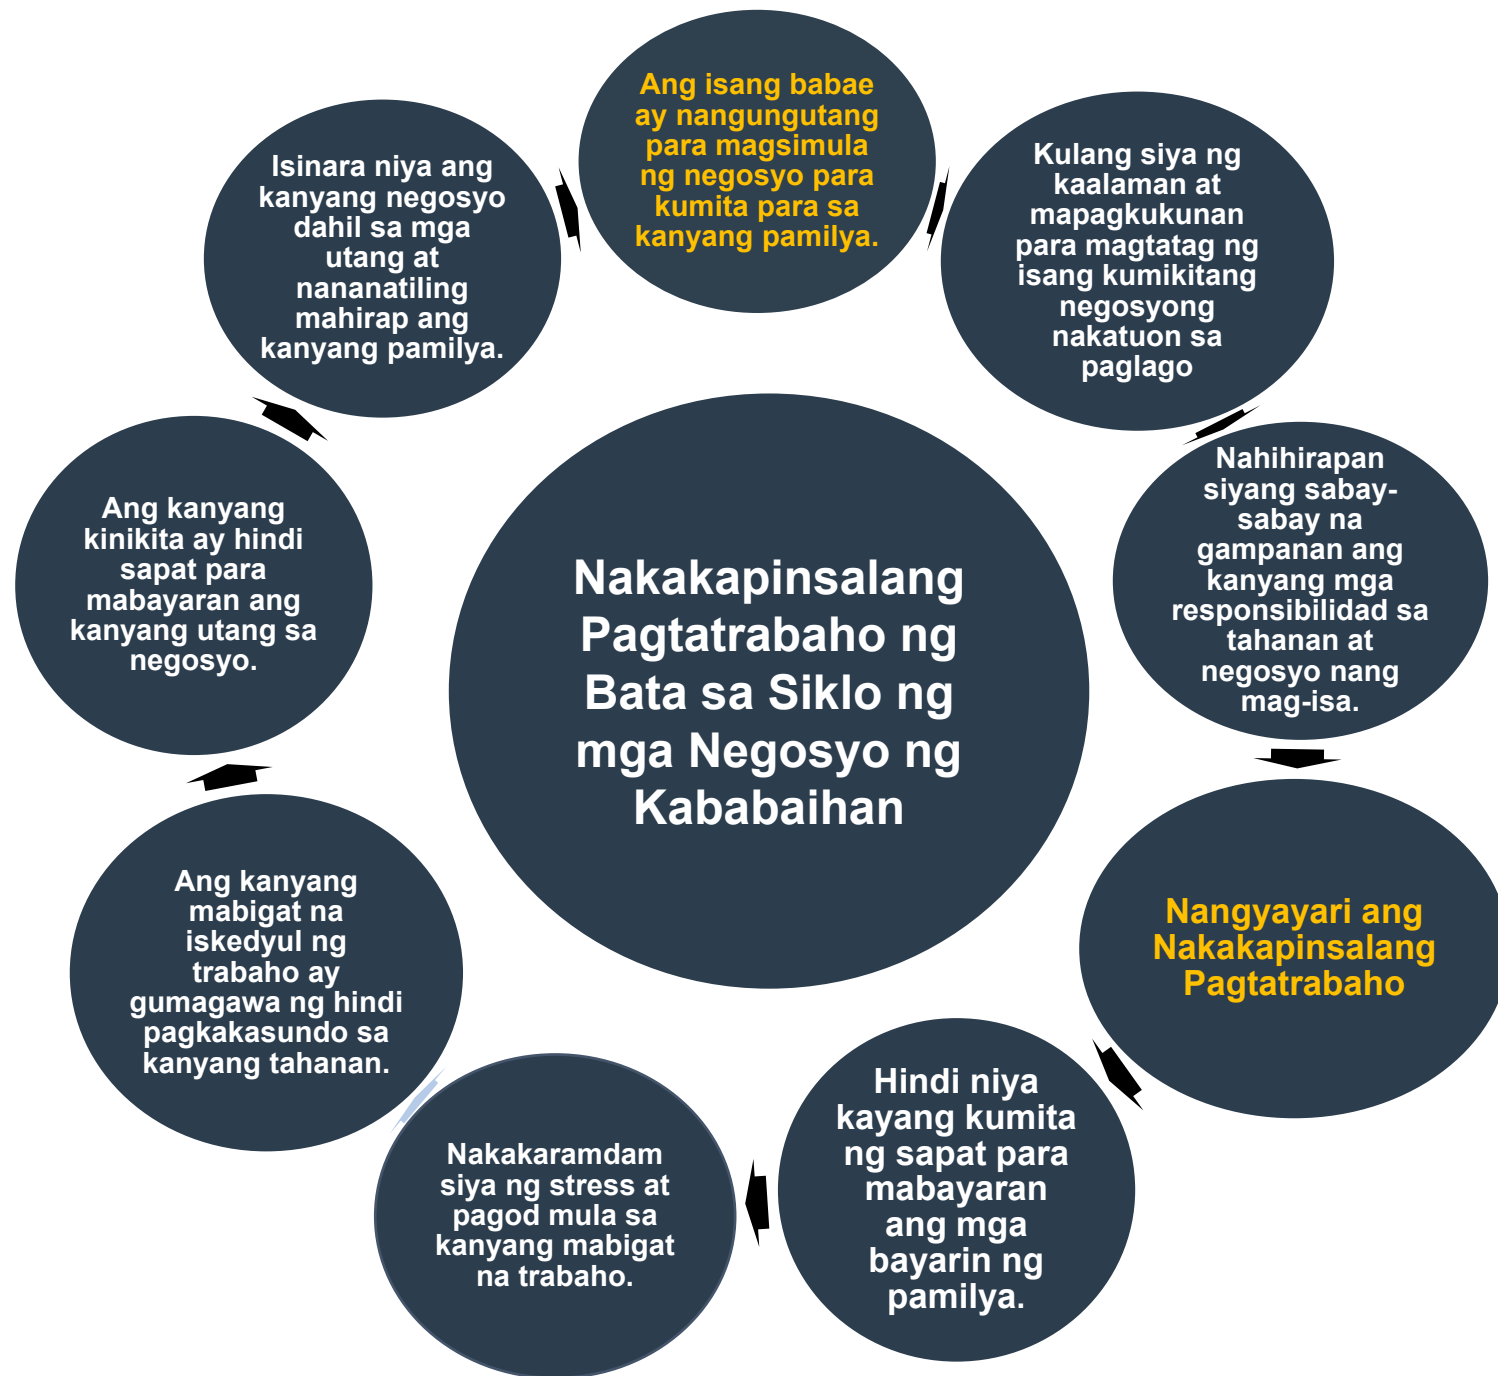 Ang isang babae
ay nangungutang
para magsimula
ng negosyo para
kumita para sa
kanyang pamilya.
Kulang siya ng
kaalaman at
mapagkukunan
para magtatag ng
isang kumikitang
negosyong
nakatuon sa
paglago
Nahihirapan
siyang sabay-
sabay na
gampanan ang
kanyang mga
responsibilidad sa
tahanan at
negosyo nang
mag-isa.
Nangyayari ang
Nakakapinsalang
Pagtatrabaho
Hindi niya
kayang kumita
ng sapat para
mabayaran
ang mga
bayarin ng
pamilya.
Nakakaramdam
siya ng stress at
pagod mula sa
kanyang mabigat
na trabaho.
Ang kanyang
mabigat na
iskedyul ng
trabaho ay
gumagawa ng hindi
pagkakasundo sa
kanyang tahanan.
Ang kanyang
kinikita ay hindi
sapat para
mabayaran ang
kanyang utang sa
negosyo.
Isinara niya ang
kanyang negosyo
dahil sa mga
utang at
nananatiling
mahirap ang
kanyang pamilya.
Nakakapinsalang
Pagtatrabaho ng
Bata sa Siklo ng
mga Negosyo ng
Kababaihan